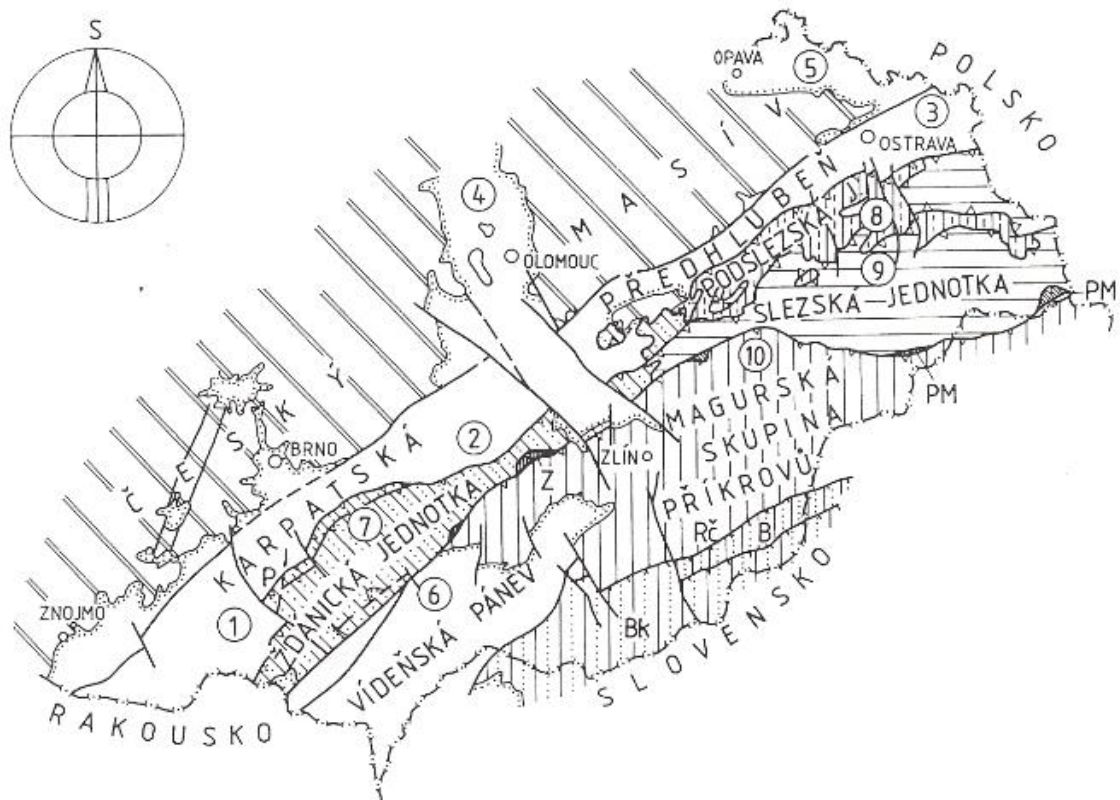 S
OPAVA
5
POLSKO
3
OSTRAVA
ČESKÝ MASÍV
4
OLOMOUC
KARPATSKÁ PŘEDHLUBEŇ
PODSLEZSKÁ J.
8
9
SLEZSKÁ JEDNOTKA
PM
10
PM
MAGURSKÁ
SKUPINA
PŘÍKROVŮ
BRNO
2
ZLÍN
Z
7
ŽDÁNICKÁ JEDNOTKA
P
Rč
B
6
VÍDEŇSKÁ PÁNEV
Bk
ZNOJMO
1
SLOVENSKO
RAKOUSKO